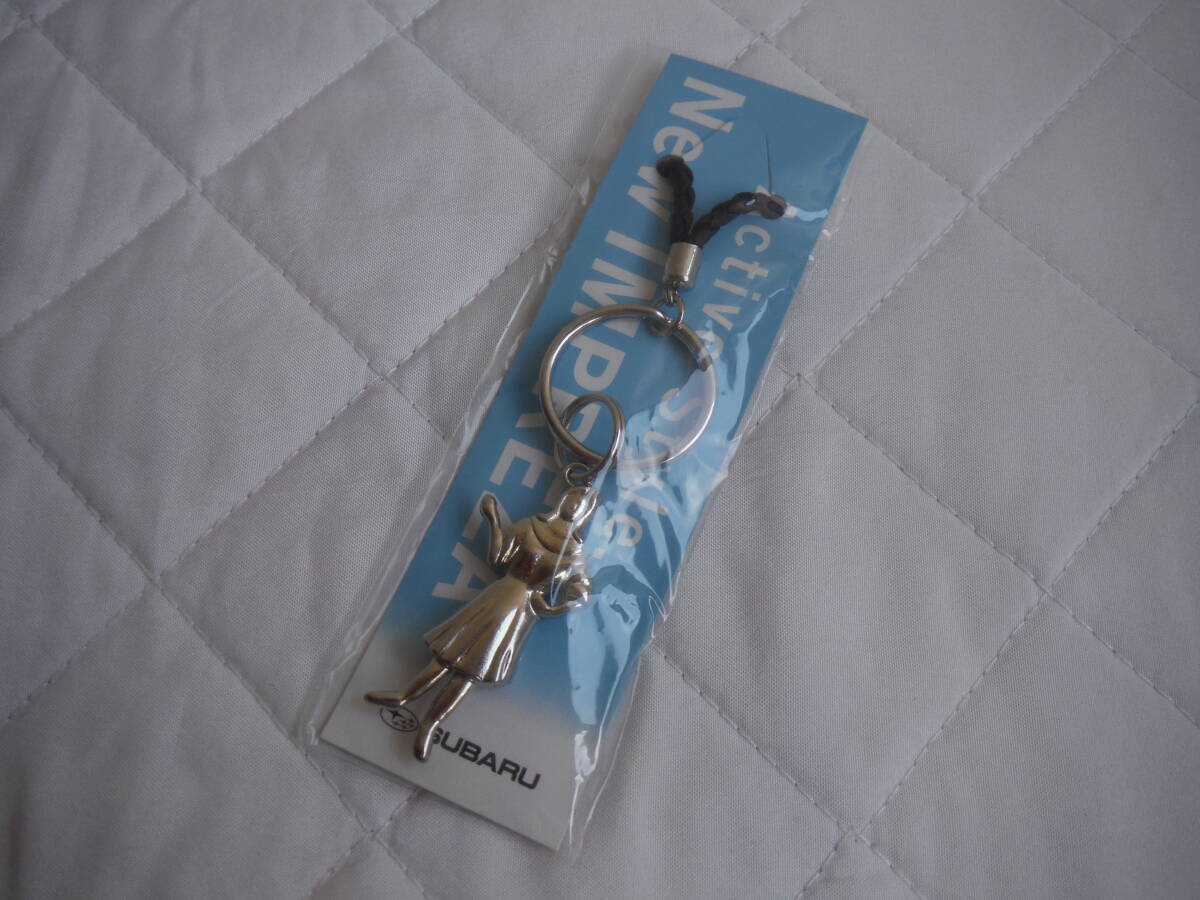 Active Style.
New IMPREZA
SUBARU